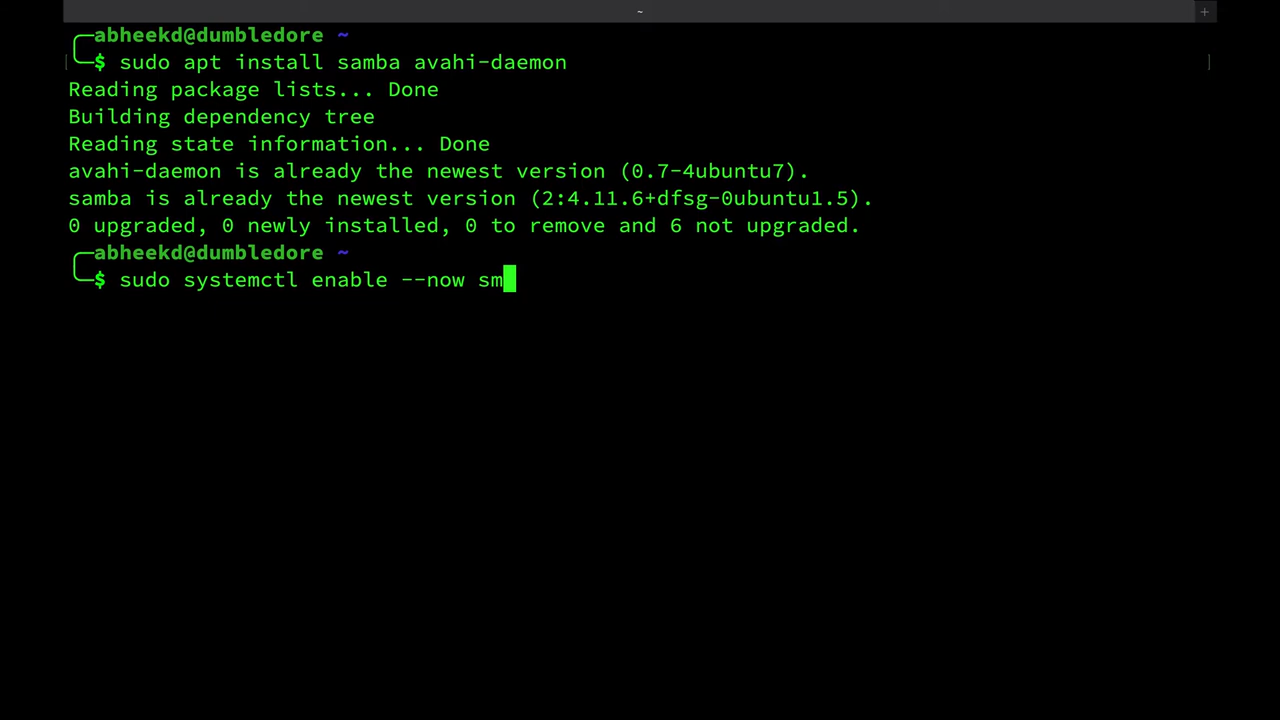 ~
abheekd@dumbledore ~
$ sudo apt install samba avahi-daemon
Reading package lists... Done
Building dependency tree
Reading state information... Done
avahi-daemon is already the newest version (0.7-4ubuntu7).
samba is already the newest version (2:4.11.6+dfsg-0ubuntu1.5).
0 upgraded, 0 newly installed, 0 to remove and 6 not upgraded.
abheekd@dumbledore ~
$ sudo systemctl enable --now sm